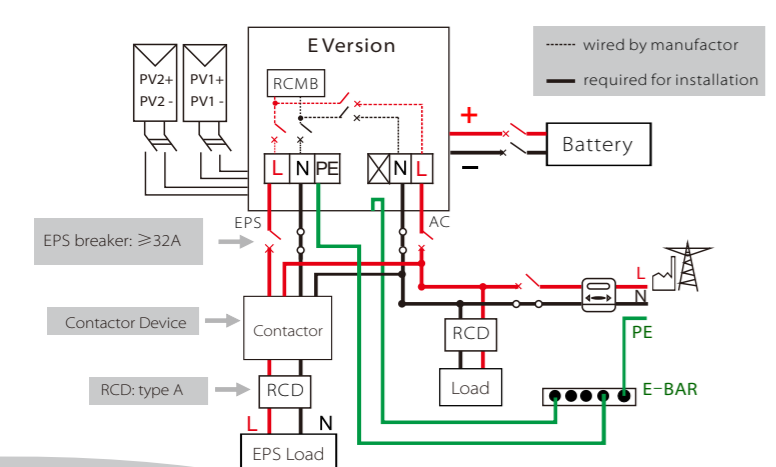 E Version
wired by manufactor
required for installation
PV2+
PV2 -
PV1+
PV1 -
RCMB
+
Battery
L N PE
N L
EPS
AC
EPS breaker: ≥32A
L
N
Contactor Device
Contactor
RCD
PE
RCD: type A
RCD
Load
E-BAR
L
N
EPS Load